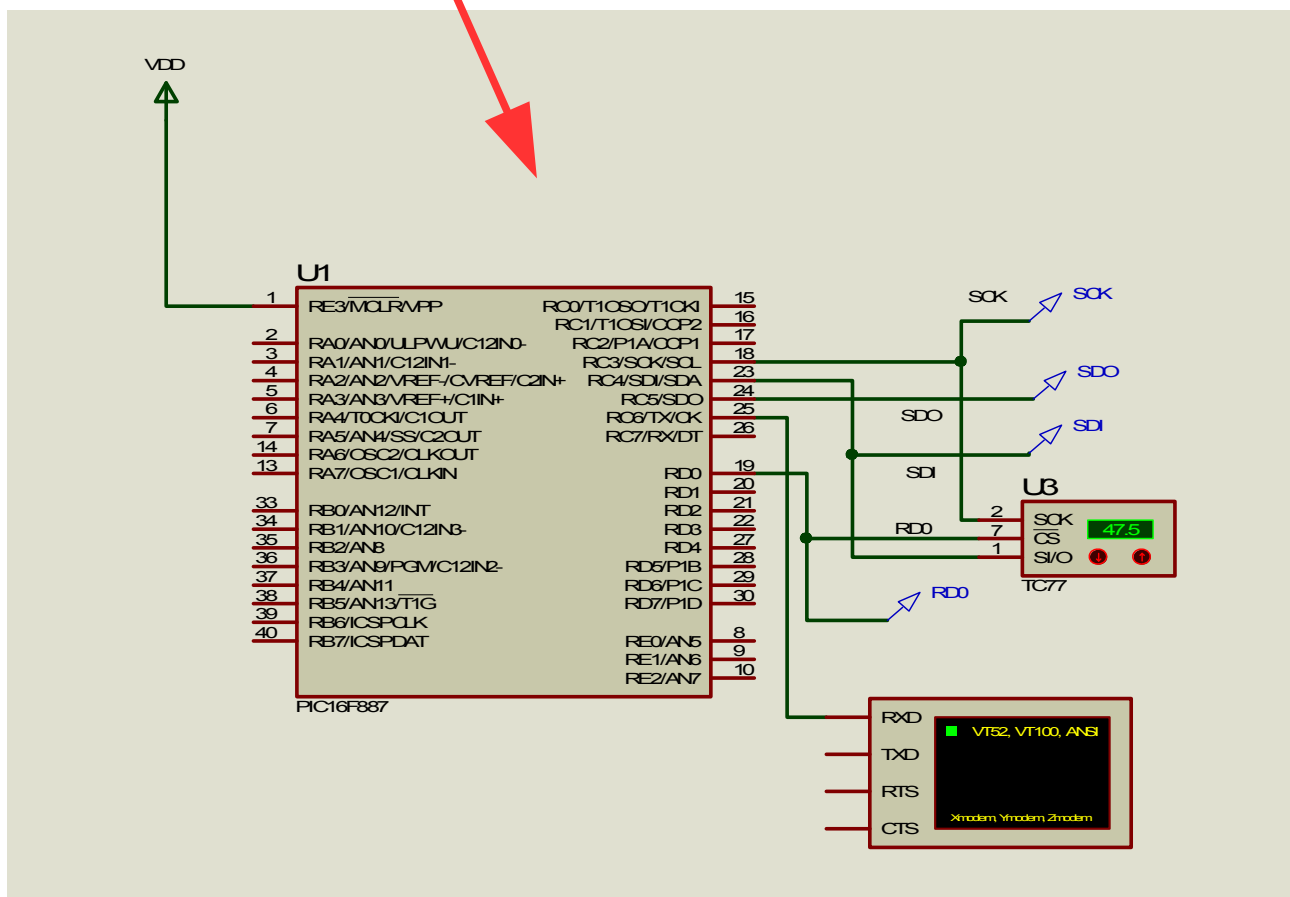 VDD
U1
1 RE3/MCLR/VPP
2 RA0/AN0/ULPWU/C12IN0-
3 RA1/AN1/C12IN1-
4 RA2/AN2/VREF-/CVREF/C2IN+
5 RA3/AN3/VREF+/C1IN+
6 RA4/T0CKI/C1OUT
7 RA5/AN4/SS/C2OUT
14 RA6/OSC2/CLKOUT
13 RA7/OSC1/CLKIN
33 RB0/AN12/INT
34 RB1/AN10/C12IN3-
35 RB2/AN8
36 RB3/AN9/PGM/C12IN2-
37 RB4/AN11
38 RB5/AN13/T1G
39 RB6/ICSPCLK
40 RB7/ICSPDAT
RC0/T1OSO/T1CKI 15
RC1/T1OSI/CCP2 16
RC2/P1A/CCP1 17
RC3/SCK/SCL 18
RC4/SDI/SDA 23
RC5/SDO 24
RC6/TX/CK 25
RC7/RX/DT 26
RD0 19
RD1 20
RD2 21
RD3 22
RD4 27
RD5/P1B 28
RD6/P1C 29
RD7/P1D 30
RE0/AN5 8
RE1/AN6 9
RE2/AN7 10
PIC16F887
SCK SCK
SDO
SDO
SDI
SDI
RD0
RD0
U3
2 SCK
7 CS
1 SI/O
47.5
TC77
RXD
TXD
RTS
CTS
VT52, VT100, ANSI
Xmodem, Ymodem, Zmodem